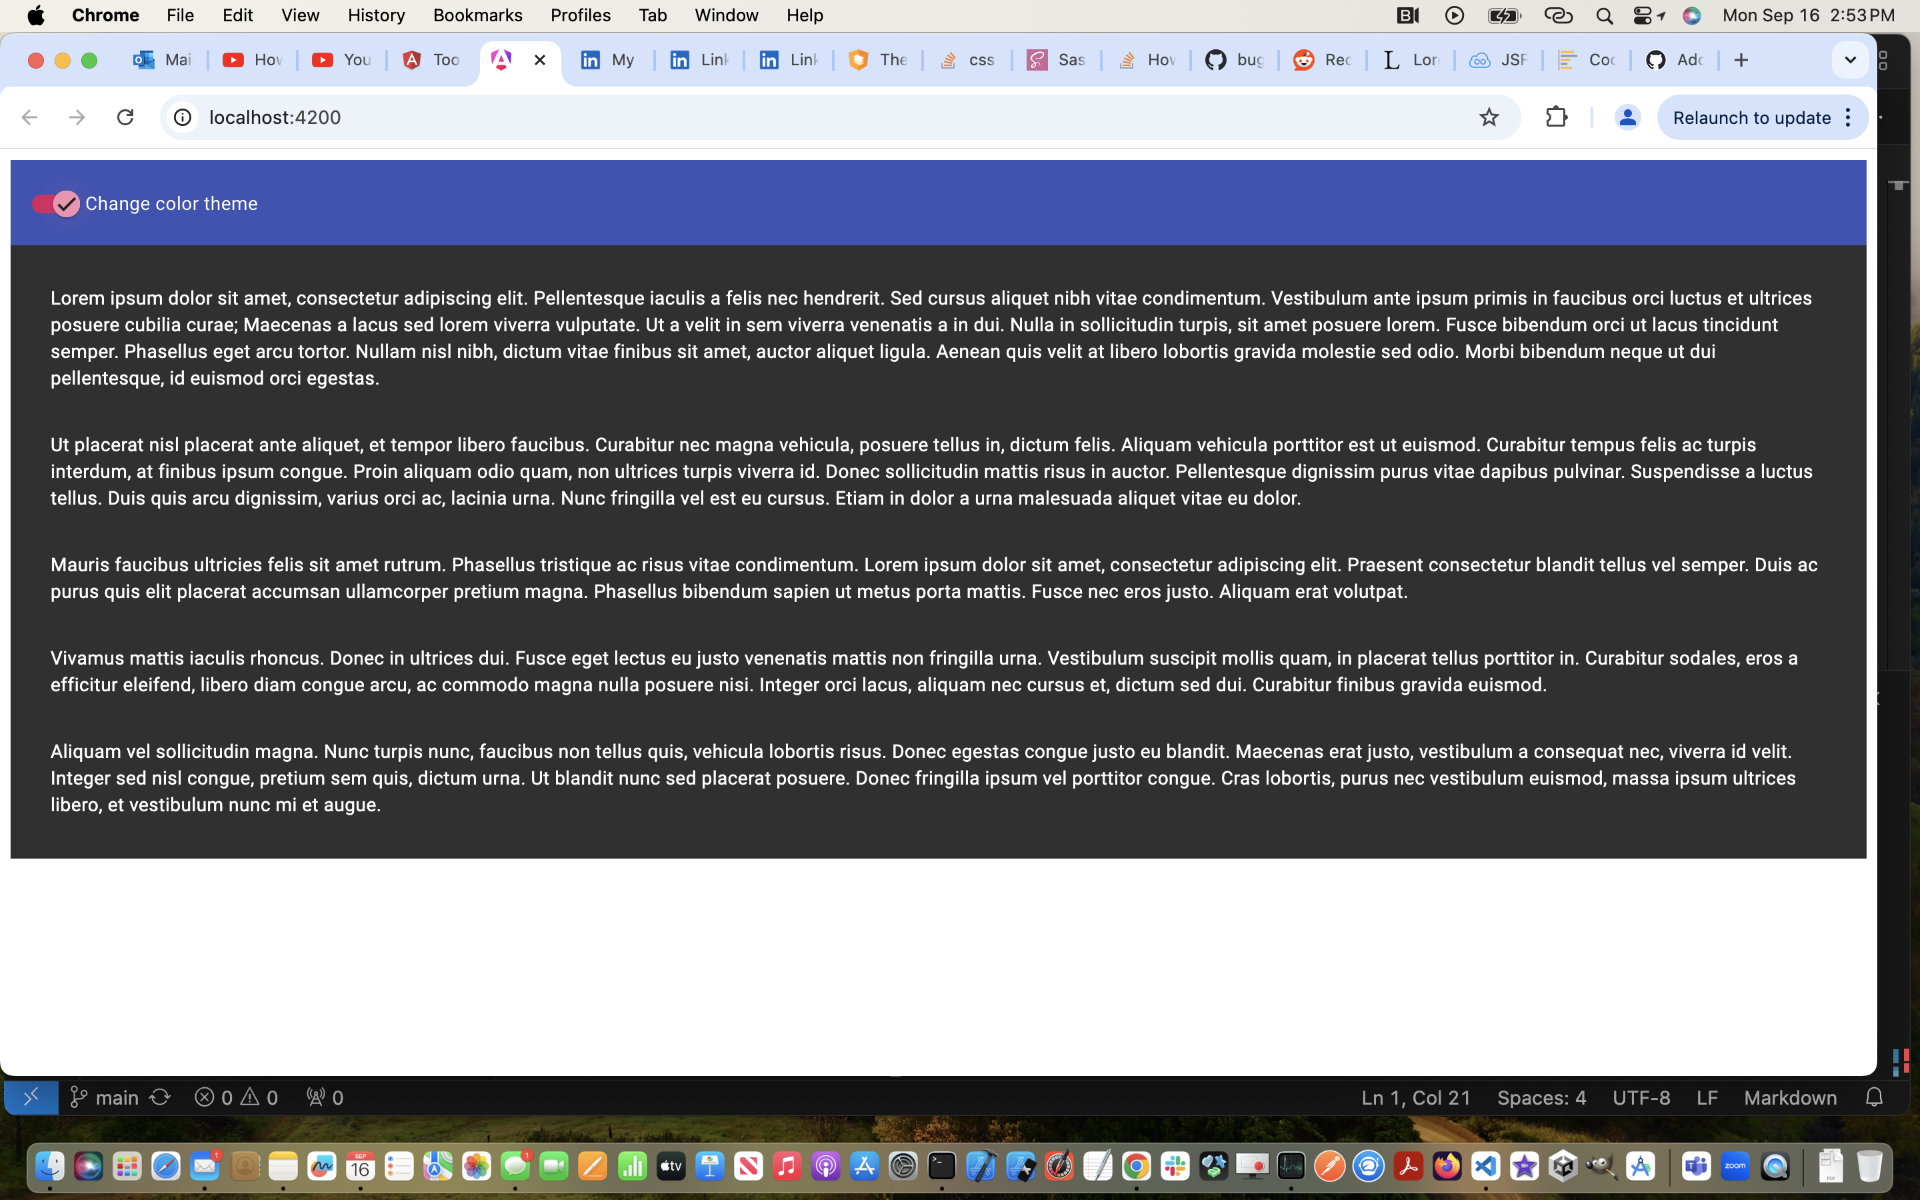 Chrome File Edit View History Bookmarks Profiles Tab Window Help Mon Sep 16 2:53 PM
Mai Hov You Too My Link Link The css Sas Hov bug Rec Lor JSF Coc Adc
localhost:4200 Relaunch to update
Change color theme
Lorem ipsum dolor sit amet, consectetur adipiscing elit. Pellentesque iaculis a felis nec hendrerit. Sed cursus aliquet nibh vitae condimentum. Vestibulum ante ipsum primis in faucibus orci luctus et ultrices
posuere cubilia curae; Maecenas a lacus sed lorem viverra vulputate. Ut a velit in sem viverra venenatis a in dui. Nulla in sollicitudin turpis, sit amet posuere lorem. Fusce bibendum orci ut lacus tincidunt
semper. Phasellus eget arcu tortor. Nullam nisl nibh, dictum vitae finibus sit amet, auctor aliquet ligula. Aenean quis velit at libero lobortis gravida molestie sed odio. Morbi bibendum neque ut dui
pellentesque, id euismod orci egestas.
Ut placerat nisl placerat ante aliquet, et tempor libero faucibus. Curabitur nec magna vehicula, posuere tellus in, dictum felis. Aliquam vehicula porttitor est ut euismod. Curabitur tempus felis ac turpis
interdum, at finibus ipsum congue. Proin aliquam odio quam, non ultrices turpis viverra id. Donec sollicitudin mattis risus in auctor. Pellentesque dignissim purus vitae dapibus pulvinar. Suspendisse a luctus
tellus. Duis quis arcu dignissim, varius orci ac, lacinia urna. Nunc fringilla vel est eu cursus. Etiam in dolor a urna malesuada aliquet vitae eu dolor.
Mauris faucibus ultricies felis sit amet rutrum. Phasellus tristique ac risus vitae condimentum. Lorem ipsum dolor sit amet, consectetur adipiscing elit. Praesent consectetur blandit tellus vel semper. Duis ac
purus quis elit placerat accumsan ullamcorper pretium magna. Phasellus bibendum sapien ut metus porta mattis. Fusce nec eros justo. Aliquam erat volutpat.
Vivamus mattis iaculis rhoncus. Donec in ultrices dui. Fusce eget lectus eu justo venenatis mattis non fringilla urna. Vestibulum suscipit mollis quam, in placerat tellus porttitor in. Curabitur sodales, eros a
efficitur eleifend, libero diam congue arcu, ac commodo magna nulla posuere nisi. Integer orci lacus, aliquam nec cursus et, dictum sed dui. Curabitur finibus gravida euismod.
Aliquam vel sollicitudin magna. Nunc turpis nunc, faucibus non tellus quis, vehicula lobortis risus. Donec egestas congue justo eu blandit. Maecenas erat justo, vestibulum a consequat nec, viverra id velit.
Integer sed nisl congue, pretium sem quis, dictum urna. Ut blandit nunc sed placerat posuere. Donec fringilla ipsum vel porttitor congue. Cras lobortis, purus nec vestibulum euismod, massa ipsum ultrices
libero, et vestibulum nunc mi et augue.
main 0 0 0 Ln 1, Col 21 Spaces: 4 UTF-8 LF Markdown
SEP 16 tv zoom